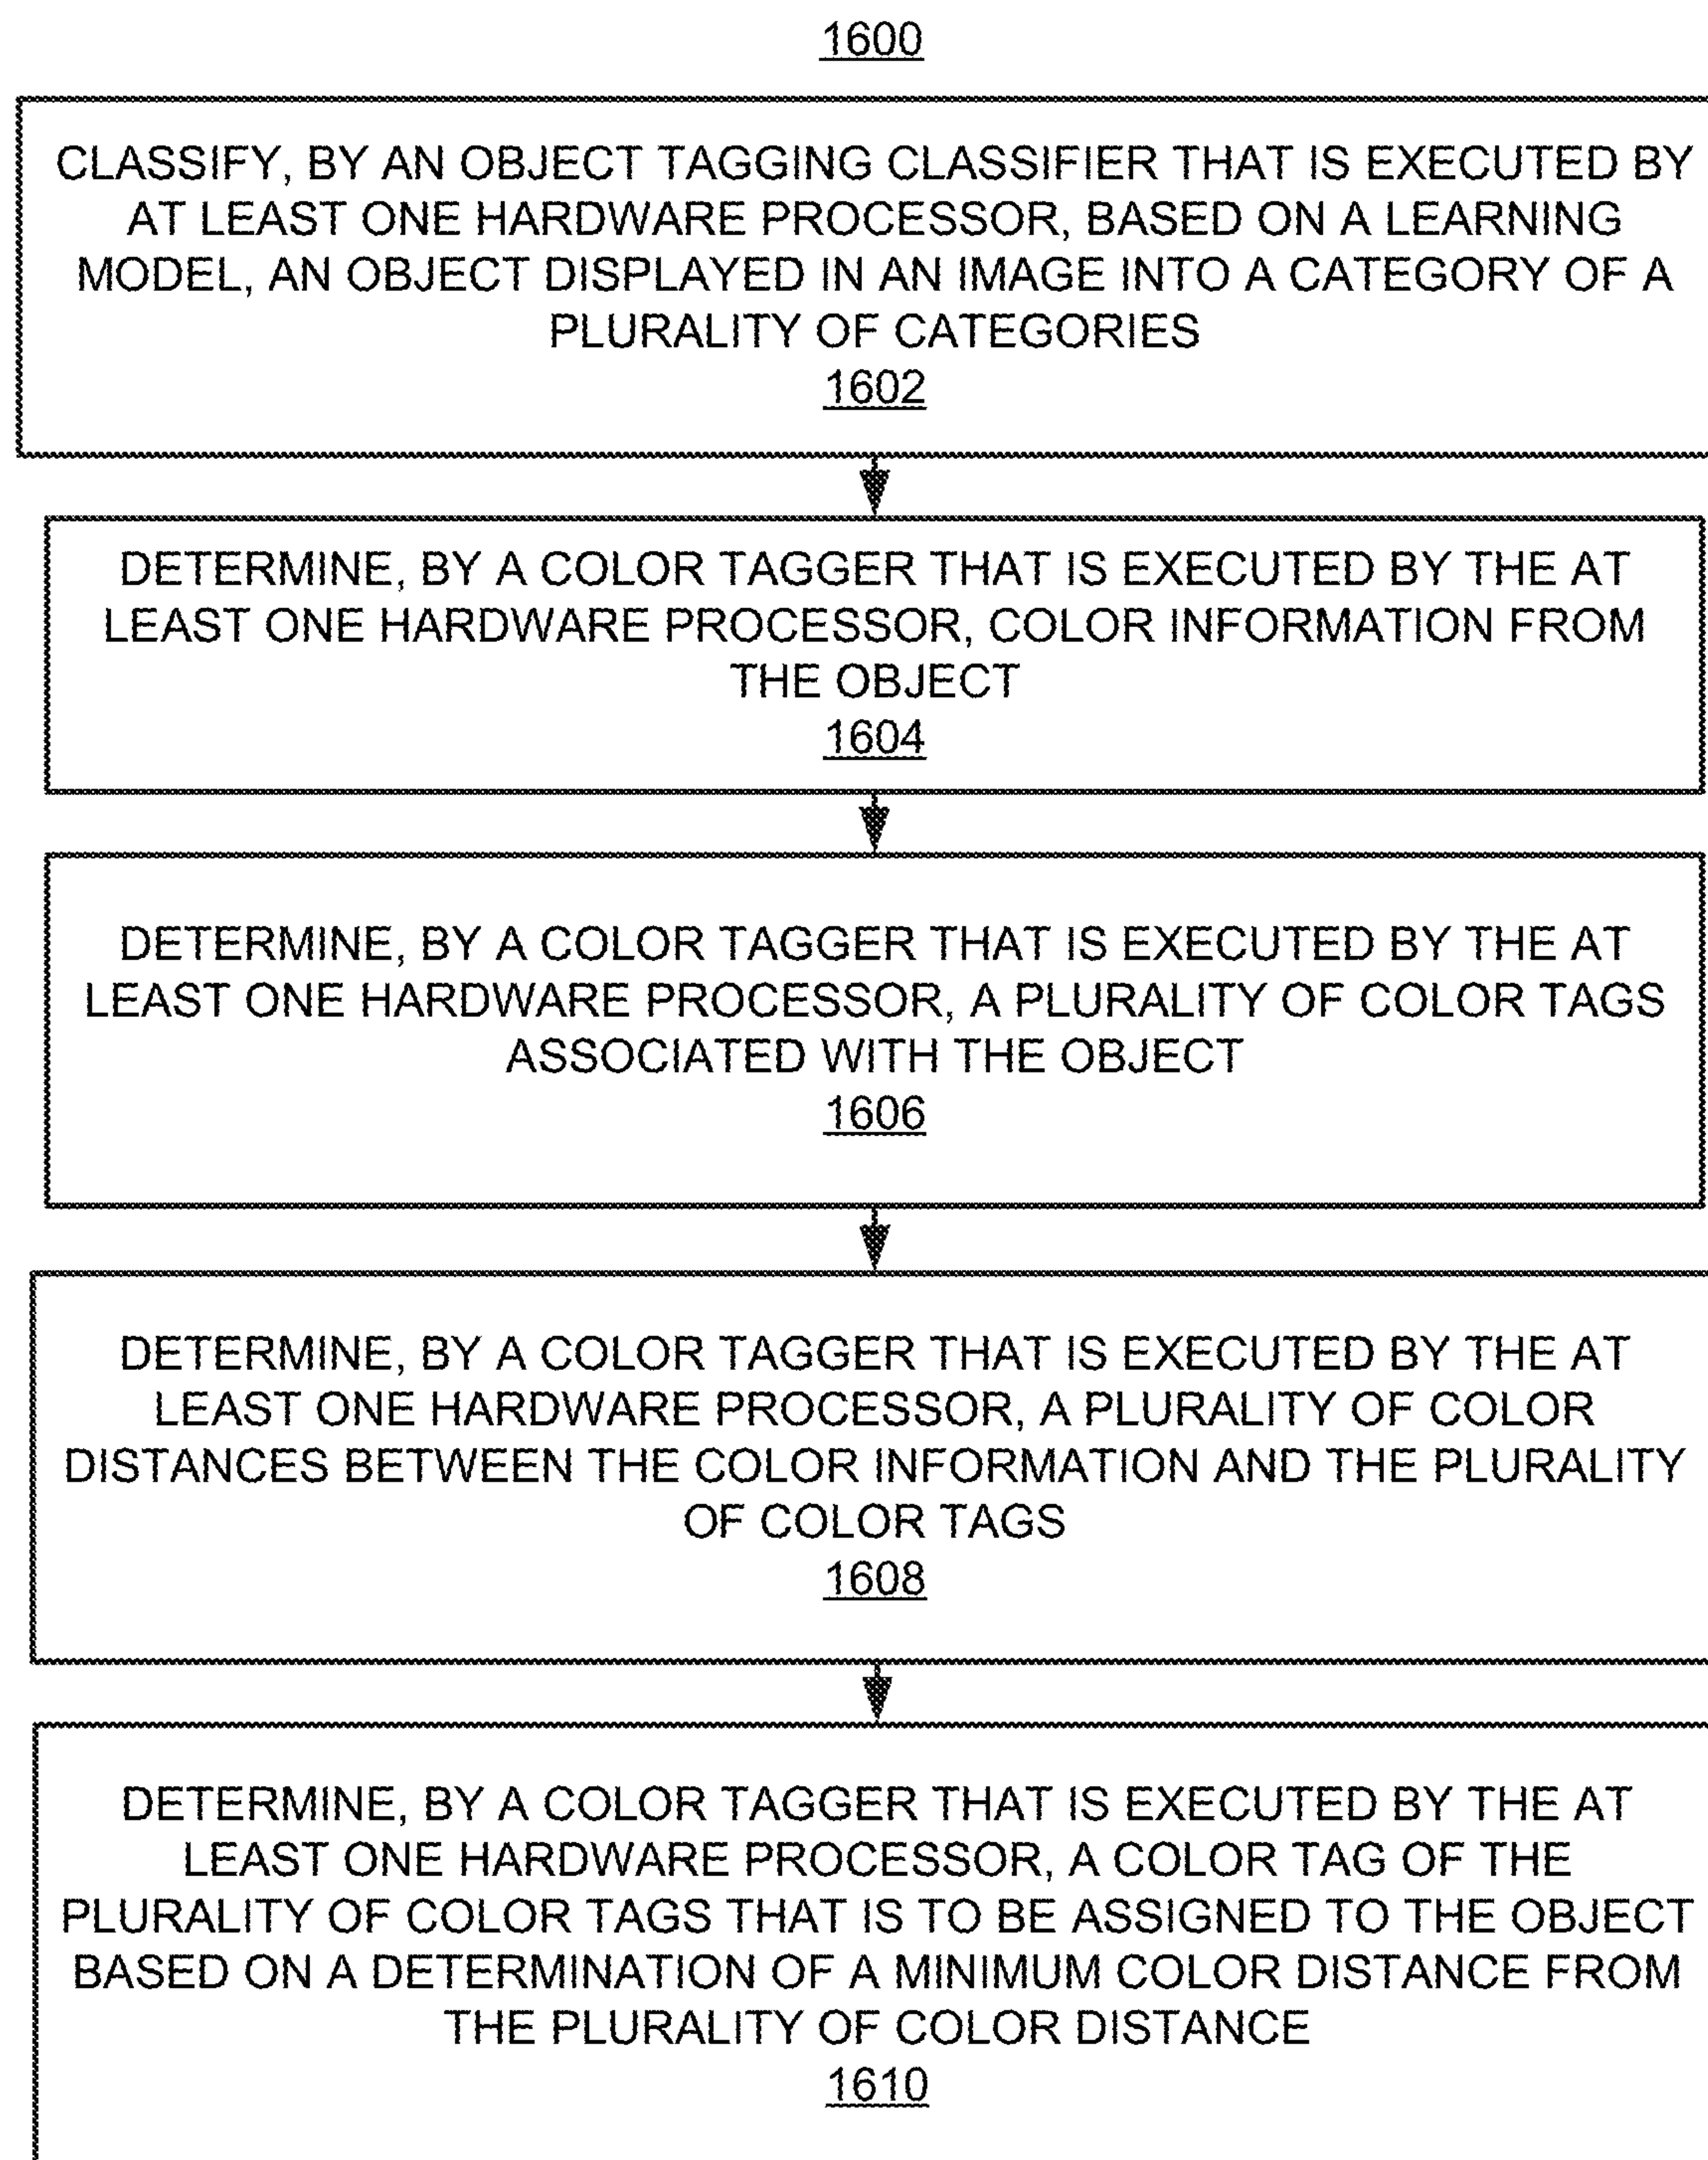 1600
CLASSIFY, BY AN OBJECT TAGGING CLASSIFIER THAT IS EXECUTED BY
AT LEAST ONE HARDWARE PROCESSOR, BASED ON A LEARNING
MODEL, AN OBJECT DISPLAYED IN AN IMAGE INTO A CATEGORY OF A
PLURALITY OF CATEGORIES
1602
DETERMINE, BY A COLOR TAGGER THAT IS EXECUTED BY THE AT
LEAST ONE HARDWARE PROCESSOR, COLOR INFORMATION FROM
THE OBJECT
1604
DETERMINE, BY A COLOR TAGGER THAT IS EXECUTED BY THE AT
LEAST ONE HARDWARE PROCESSOR, A PLURALITY OF COLOR TAGS
ASSOCIATED WITH THE OBJECT
1606
DETERMINE, BY A COLOR TAGGER THAT IS EXECUTED BY THE AT
LEAST ONE HARDWARE PROCESSOR, A PLURALITY OF COLOR
DISTANCES BETWEEN THE COLOR INFORMATION AND THE PLURALITY
OF COLOR TAGS
1608
DETERMINE, BY A COLOR TAGGER THAT IS EXECUTED BY THE AT
LEAST ONE HARDWARE PROCESSOR, A COLOR TAG OF THE
PLURALITY OF COLOR TAGS THAT IS TO BE ASSIGNED TO THE OBJECT
BASED ON A DETERMINATION OF A MINIMUM COLOR DISTANCE FROM
THE PLURALITY OF COLOR DISTANCE
1610